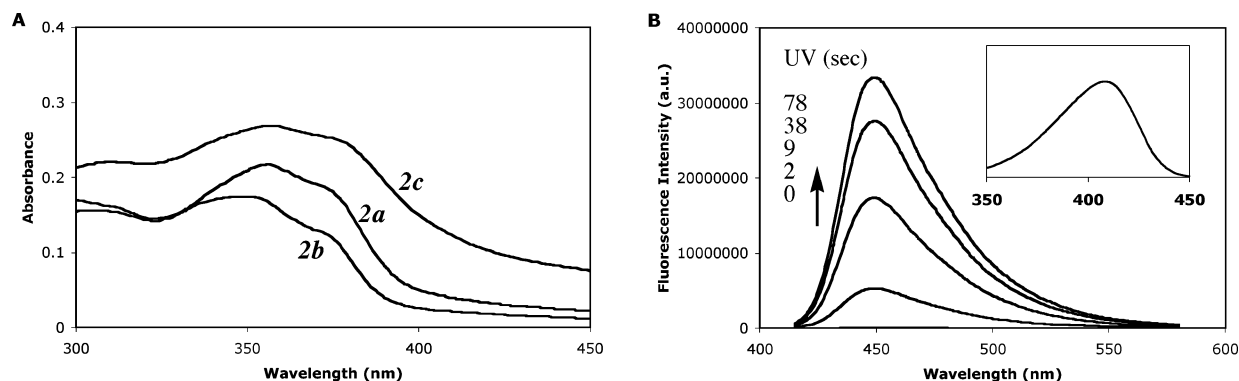 A
Absorbance
0.4
0.3
0.2
0.1
0
2c
2a
2b
300
350
400
450
Wavelength (nm)
B
Fluorescence Intensity (a.u.)
40000000
30000000
20000000
10000000
0
UV (sec)
78
38
9
2
0
350
400
450
400
450
500
550
600
Wavelength (nm)